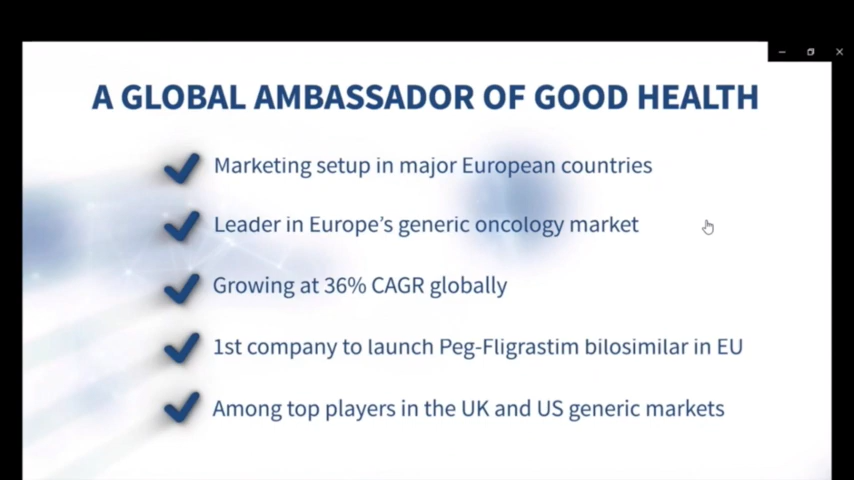 A GLOBAL AMBASSADOR OF GOOD HEALTH
Marketing setup in major European countries
Leader in Europe's generic oncology market
Growing at 36% CAGR globally
1st company to launch Peg-Fligrastim bilosimilar in EU
Among top players in the UK and US generic markets